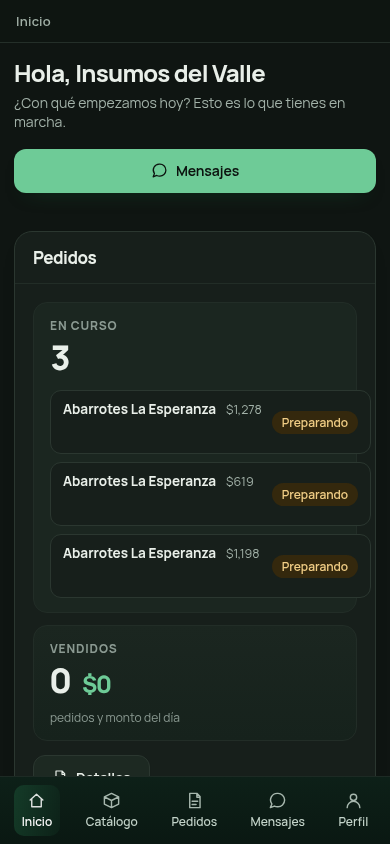 Inicio
Hola, Insumos del Valle
¿Con qué empezamos hoy? Esto es lo que tienes en
marcha.
Mensajes
Pedidos
EN CURSO
3
Abarrotes La Esperanza $1,278
Preparando
Abarrotes La Esperanza $619
Preparando
Abarrotes La Esperanza $1,198
Preparando
VENDIDOS
0 $0
pedidos y monto del día
Detalles
Inicio Catálogo Pedidos Mensajes Perfil